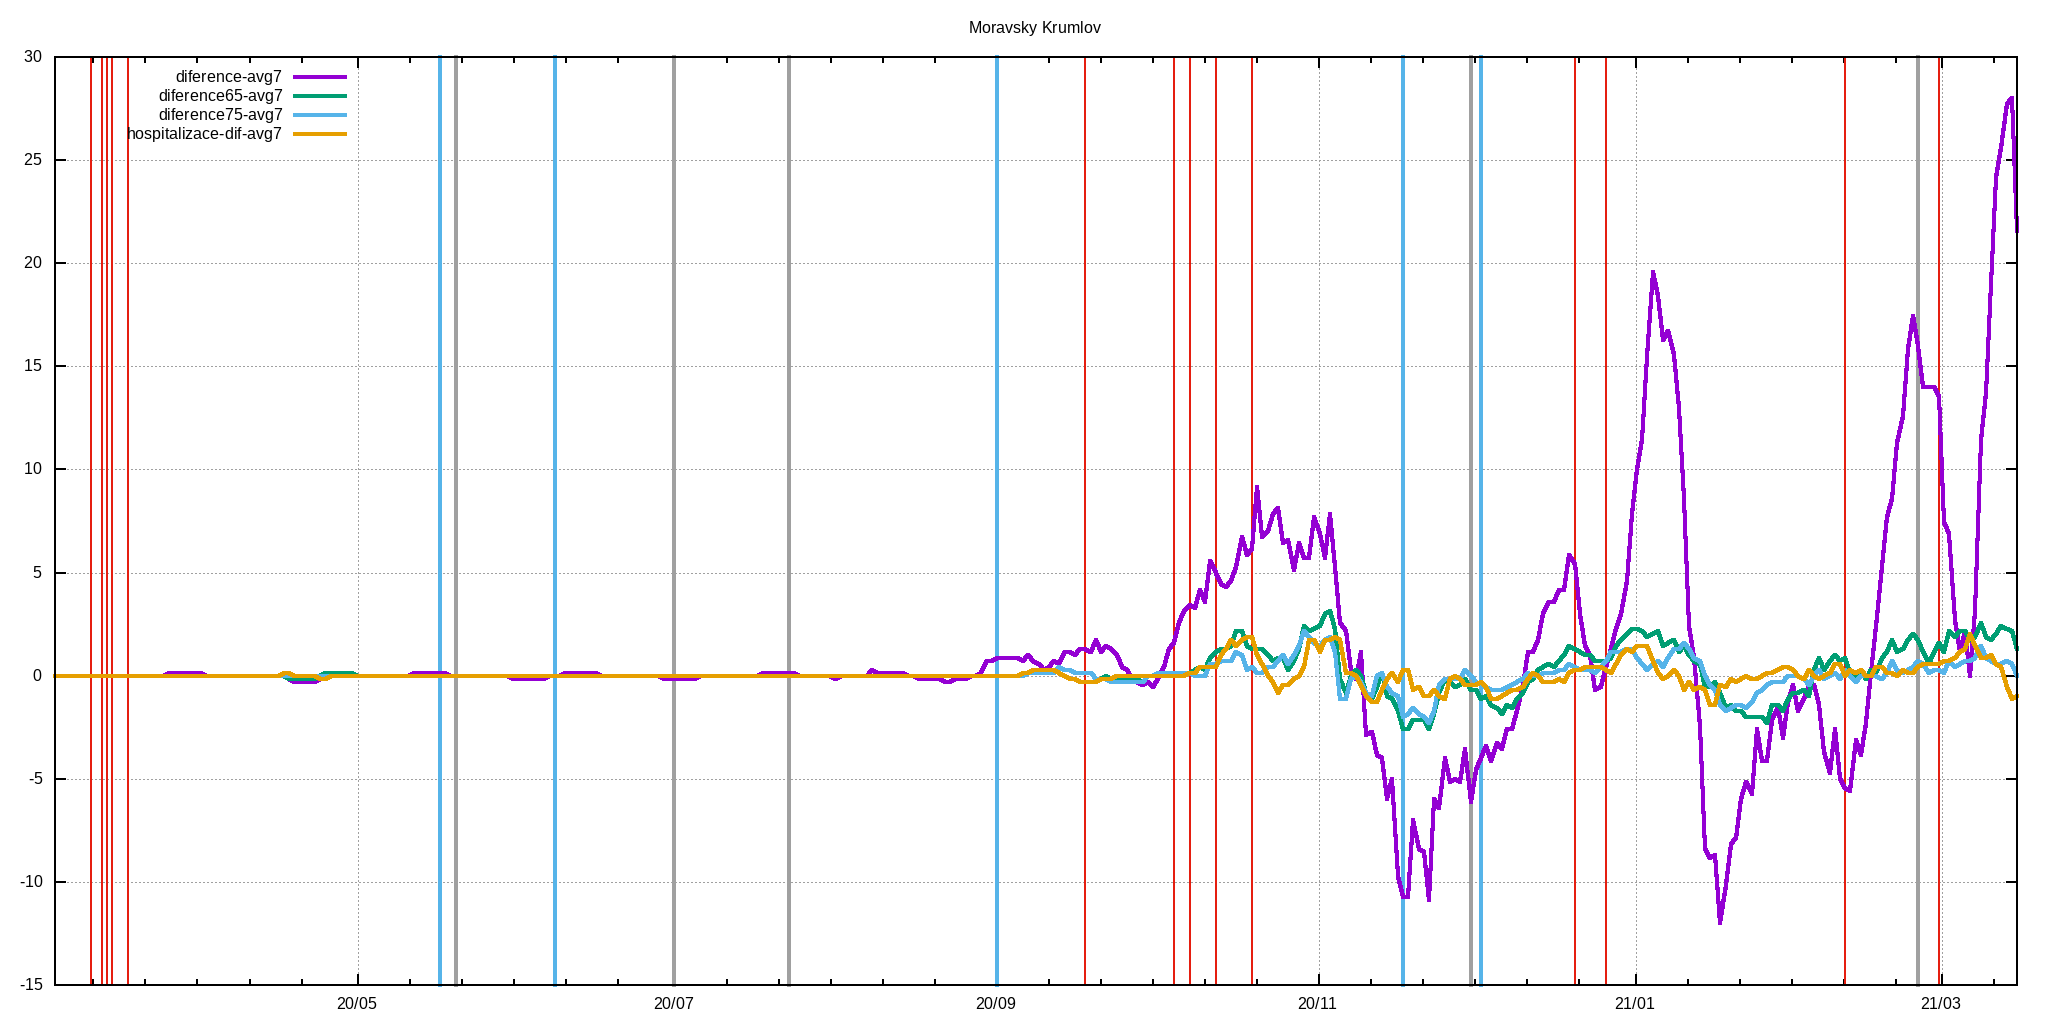 Moravsky Krumlov
30
25
20
15
10
5
0
-5
-10
-15
diference-avg7
diference65-avg7
diference75-avg7
hospitalizace-dif-avg7
20/05 20/07 20/09 20/11 21/01 21/03